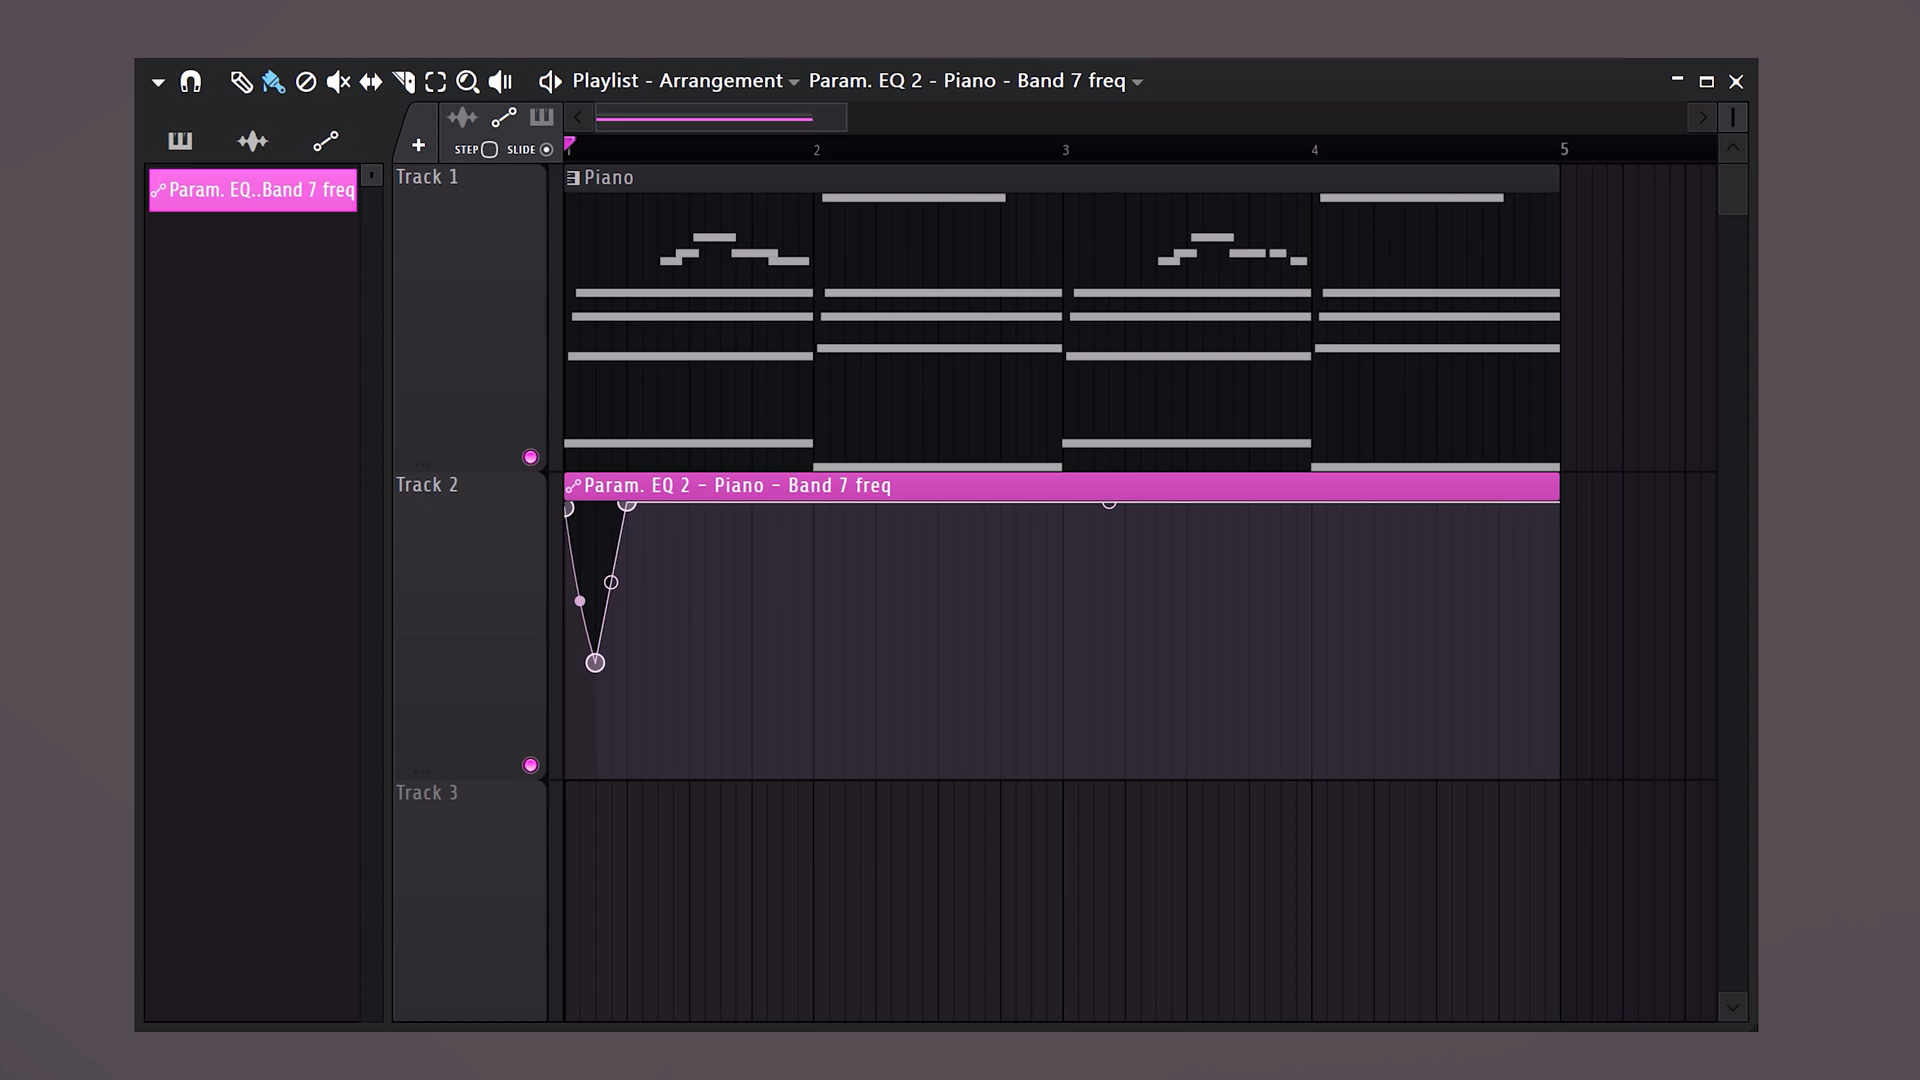 Playlist - Arrangement Param. EQ 2 - Piano - Band 7 freq
STEP SLIDE
1 2 3 4 5
Param. EQ..Band 7 freq
Track 1
Piano
Track 2
Param. EQ 2 - Piano - Band 7 freq
Track 3